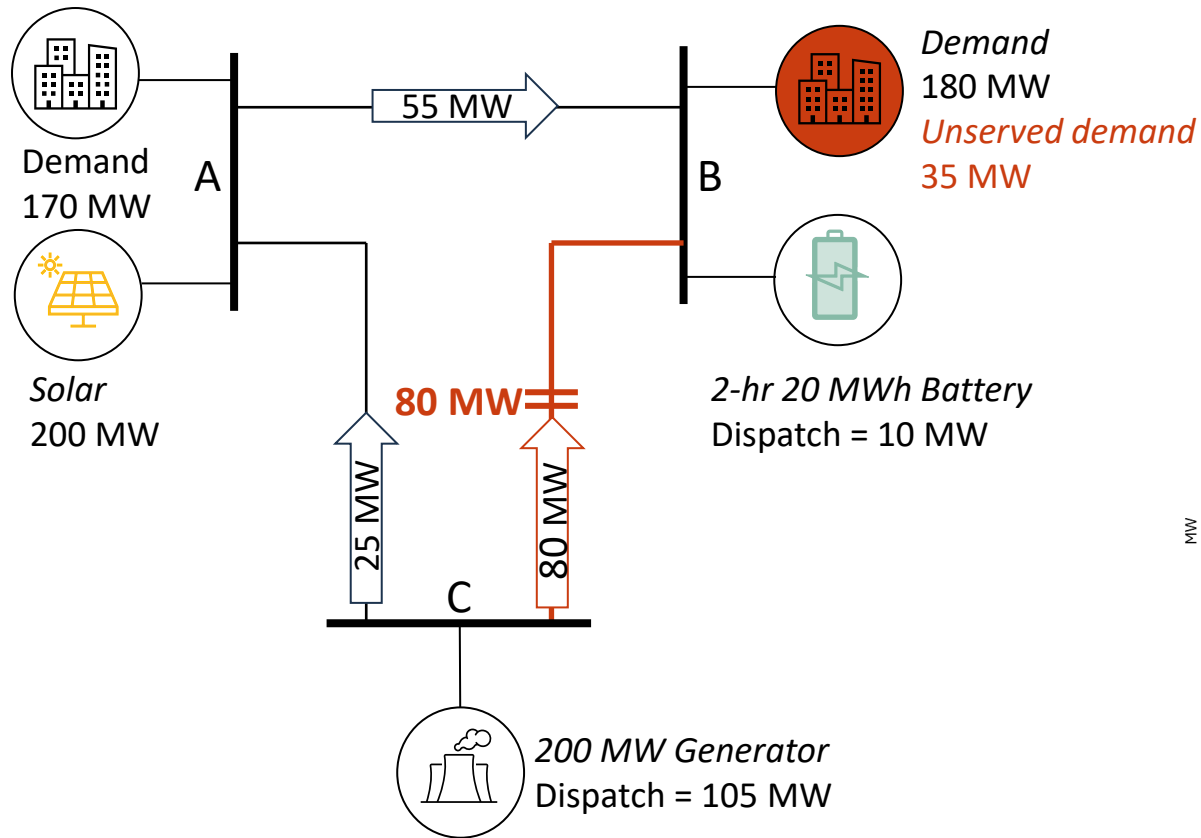 Demand
170 MW
A
Solar
200 MW
55 MW
B
Demand
180 MW
Unserved demand
35 MW
2-hr 20 MWh Battery
Dispatch = 10 MW
80 MW
25 MW
80 MW
C
200 MW Generator
Dispatch = 105 MW
MW